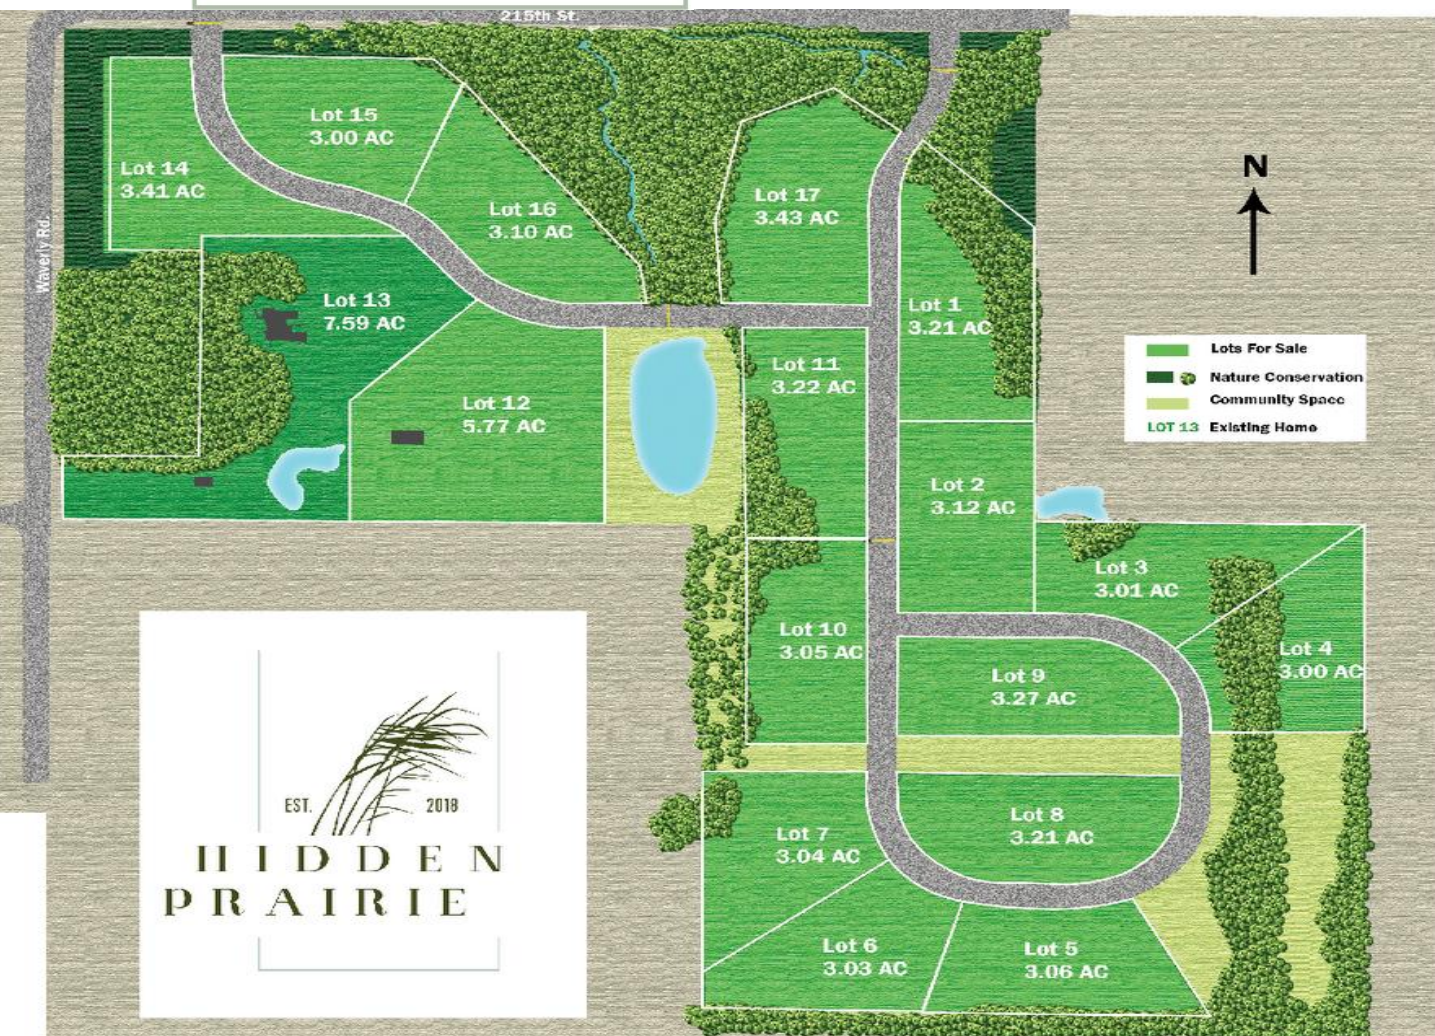 215th St.
Waverly Rd.
Lot 15
3.00 AC
Lot 14
3.41 AC
Lot 16
3.10 AC
Lot 17
3.43 AC
N
Lot 13
7.59 AC
Lot 1
3.21 AC
Lots For Sale
Nature Conservation
Community Space
LOT 13 Existing Home
Lot 11
3.22 AC
Lot 12
5.77 AC
Lot 2
3.12 AC
Lot 3
3.01 AC
Lot 10
3.05 AC
Lot 4
3.00 AC
Lot 9
3.27 AC
Lot 8
3.21 AC
Lot 7
3.04 AC
Lot 6
3.03 AC
Lot 5
3.06 AC
EST. 2018
HIDDEN
PRAIRIE